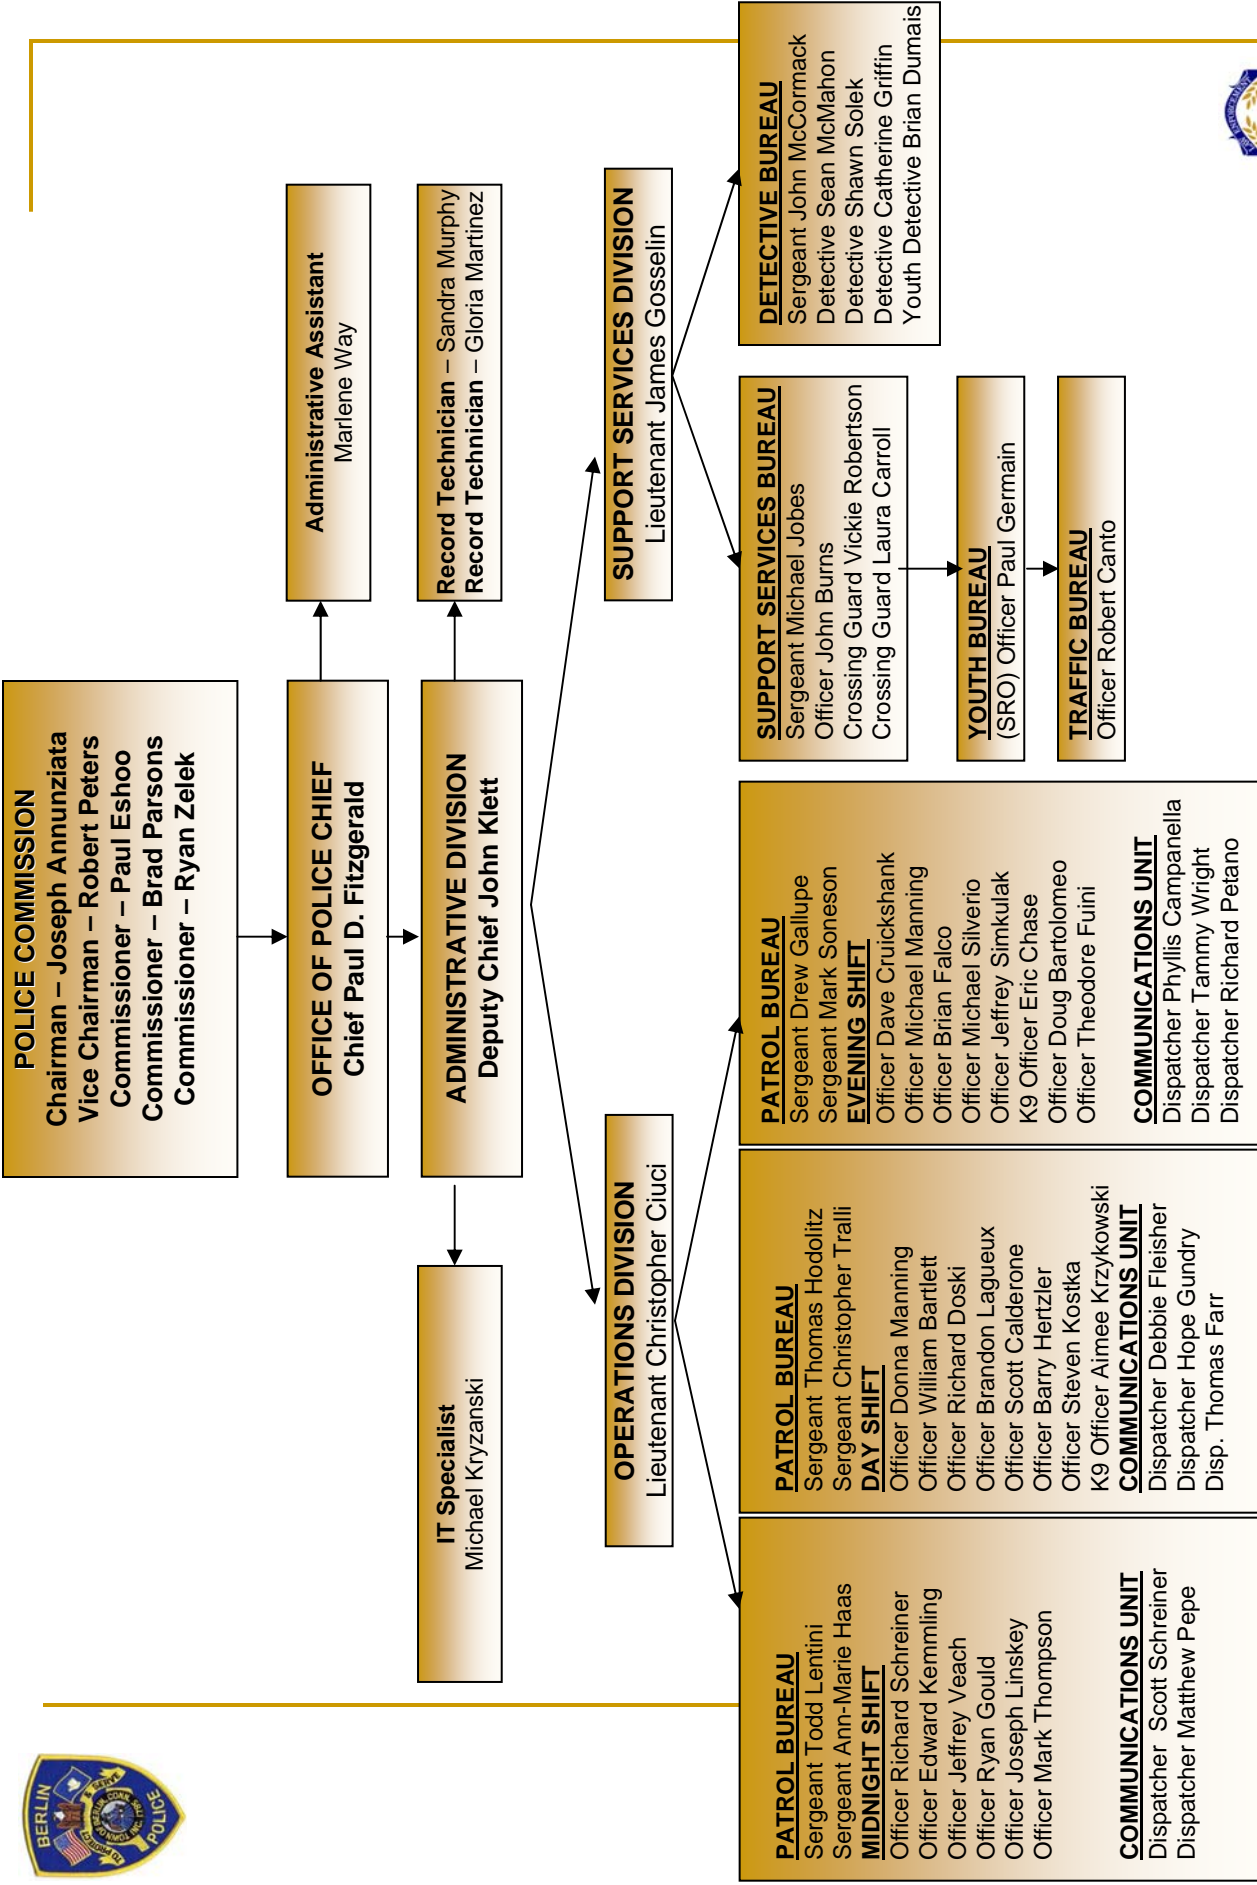 BERLIN
POLICE
TO PROTECT & SERVE
POLICE COMMISSION
Chairman – Joseph Annunziata
Vice Chairman – Robert Peters
Commissioner – Paul Eshoo
Commissioner – Brad Parsons
Commissioner – Ryan Zelek
OFFICE OF POLICE CHIEF
Chief Paul D. Fitzgerald
Administrative Assistant
Marlene Way
ADMINISTRATIVE DIVISION
Deputy Chief John Klett
IT Specialist
Michael Kryzanski
Record Technician – Sandra Murphy
Record Technician – Gloria Martinez
OPERATIONS DIVISION
Lieutenant Christopher Ciuci
SUPPORT SERVICES DIVISION
Lieutenant James Gosselin
PATROL BUREAU
Sergeant Todd Lentini
Sergeant Ann-Marie Haas
MIDNIGHT SHIFT
Officer Richard Schreiner
Officer Edward Kemmling
Officer Jeffrey Veach
Officer Ryan Gould
Officer Joseph Linskey
Officer Mark Thompson
COMMUNICATIONS UNIT
Dispatcher Scott Schreiner
Dispatcher Matthew Pepe
PATROL BUREAU
Sergeant Thomas Hodolitz
Sergeant Christopher Tralli
DAY SHIFT
Officer Donna Manning
Officer William Bartlett
Officer Richard Doski
Officer Brandon Lagueux
Officer Scott Calderone
Officer Barry Hertzler
Officer Steven Kostka
K9 Officer Aimee Krzykowski
COMMUNICATIONS UNIT
Dispatcher Debbie Fleisher
Dispatcher Hope Gundry
Disp. Thomas Farr
PATROL BUREAU
Sergeant Drew Gallupe
Sergeant Mark Soneson
EVENING SHIFT
Officer Dave Cruickshank
Officer Michael Manning
Officer Brian Falco
Officer Michael Silverio
Officer Jeffrey Simkulak
K9 Officer Eric Chase
Officer Doug Bartolomeo
Officer Theodore Fuini
COMMUNICATIONS UNIT
Dispatcher Phyllis Campanella
Dispatcher Tammy Wright
Dispatcher Richard Petano
SUPPORT SERVICES BUREAU
Sergeant Michael Jobes
Officer John Burns
Crossing Guard Vickie Robertson
Crossing Guard Laura Carroll
YOUTH BUREAU
(SRO) Officer Paul Germain
TRAFFIC BUREAU
Officer Robert Canto
DETECTIVE BUREAU
Sergeant John McCormack
Detective Sean McMahon
Detective Shawn Solek
Detective Catherine Griffin
Youth Detective Brian Dumais
LAW ENFORCEMENT